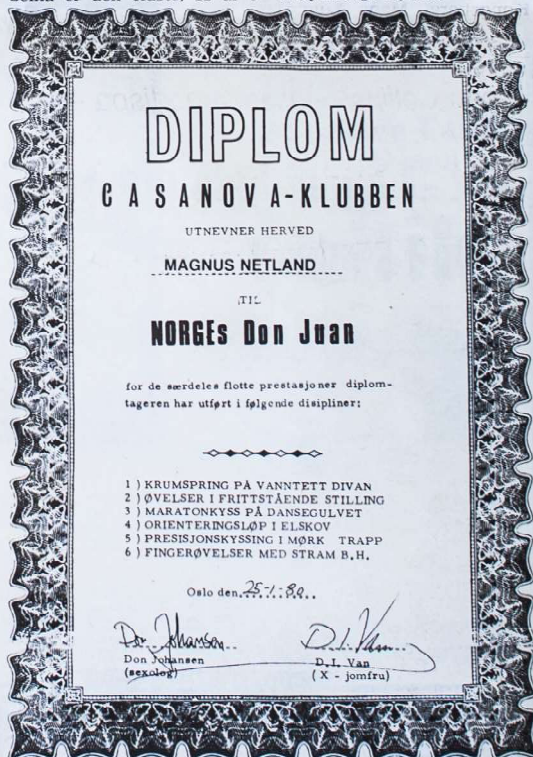 DIPLOM
CASANOVA-KLUBBEN
UTNEVNER HERVED
MAGNUS NETLAND
TIL
NORGEs Don Juan
for de særdeles flotte prestasjoner diplom-
tageren har utført i følgende disipliner:
1 ) KRUMSPRING PÅ VANNTETT DIVAN
2 ) ØVELSER I FRITTSTÅENDE STILLING
3 ) MARATONKYSS PÅ DANSEGULVET
4 ) ORIENTERINGSLØP I ELSKOV
5 ) PRESISJONSKYSSING I MØRK TRAPP
6 ) FINGERØVELSER MED STRAM B.H.
Oslo den 25-1-80
Don Johansen
Don Johansen D.I. Van
(sexolog) ( X - jomfru)